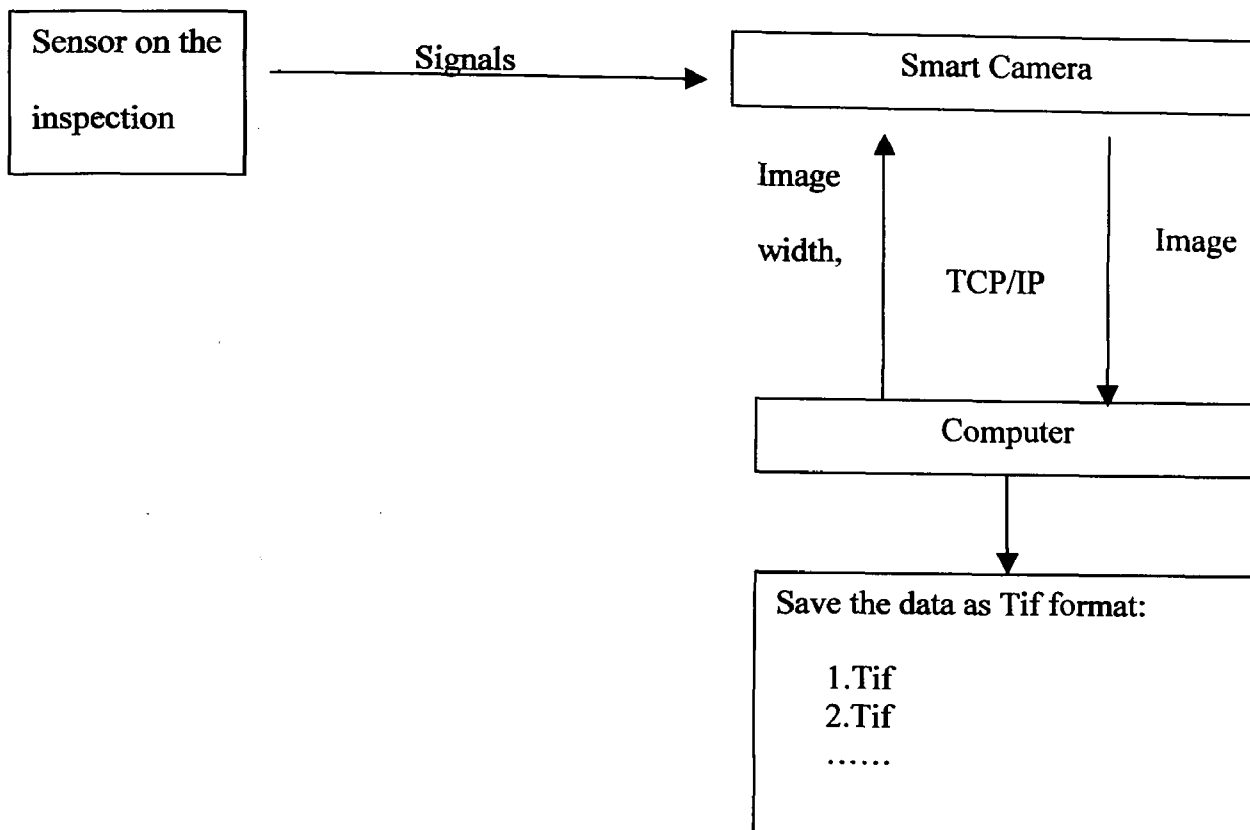 Sensor on the
inspection
Signals
Smart Camera
Image
width,
TCP/IP
Image
Computer
Save the data as Tif format:
1.Tif
2.Tif
......